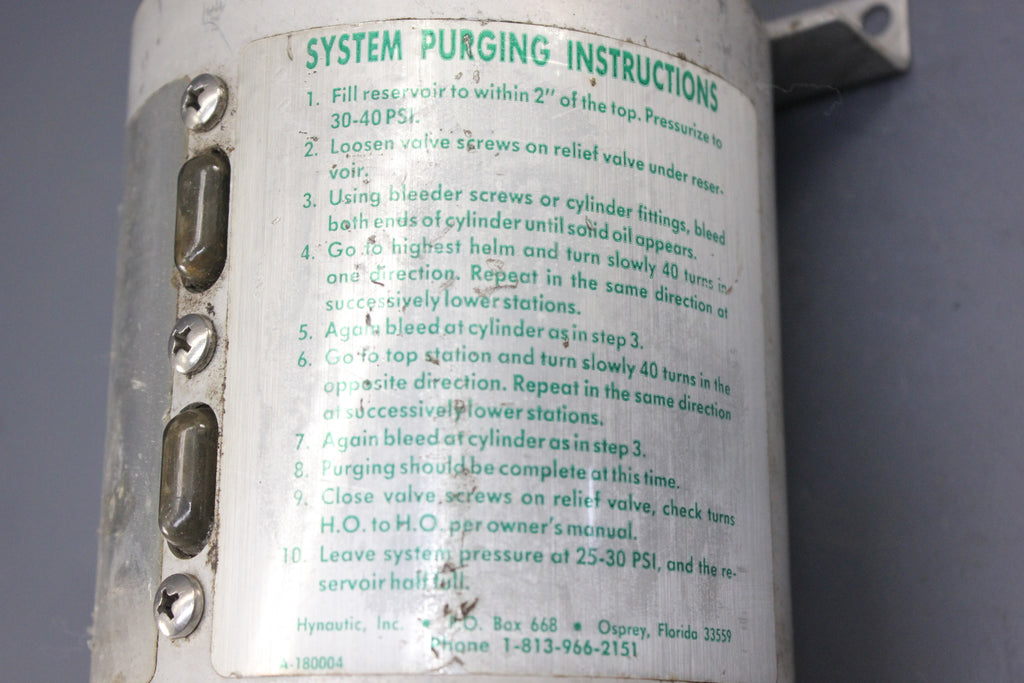 SYSTEM PURGING INSTRUCTIONS
1. Fill reservoir to within 2" of the top. Pressurize to
30-40 PSI.
2. Loosen valve screws on relief valve under reser-
voir.
3. Using bleeder screws or cylinder fittings, bleed
both ends of cylinder until solid oil appears.
4. Go to highest helm and turn slowly 40 turns in
one direction. Repeat in the same direction at
successively lower stations.
5. Again bleed at cylinder as in step 3.
6. Go to top station and turn slowly 40 turns in the
opposite direction. Repeat in the same direction
at successively lower stations.
7. Again bleed at cylinder as in step 3.
8. Purging should be complete at this time.
9. Close valve screws on relief valve, check turns
H.O. to H.O. per owner's manual.
10. Leave system pressure at 25-30 PSI, and the re-
servoir half full.
Hynautic, Inc. • P.O. Box 668 • Osprey, Florida 33559
Phone 1-813-966-2151
A-180004